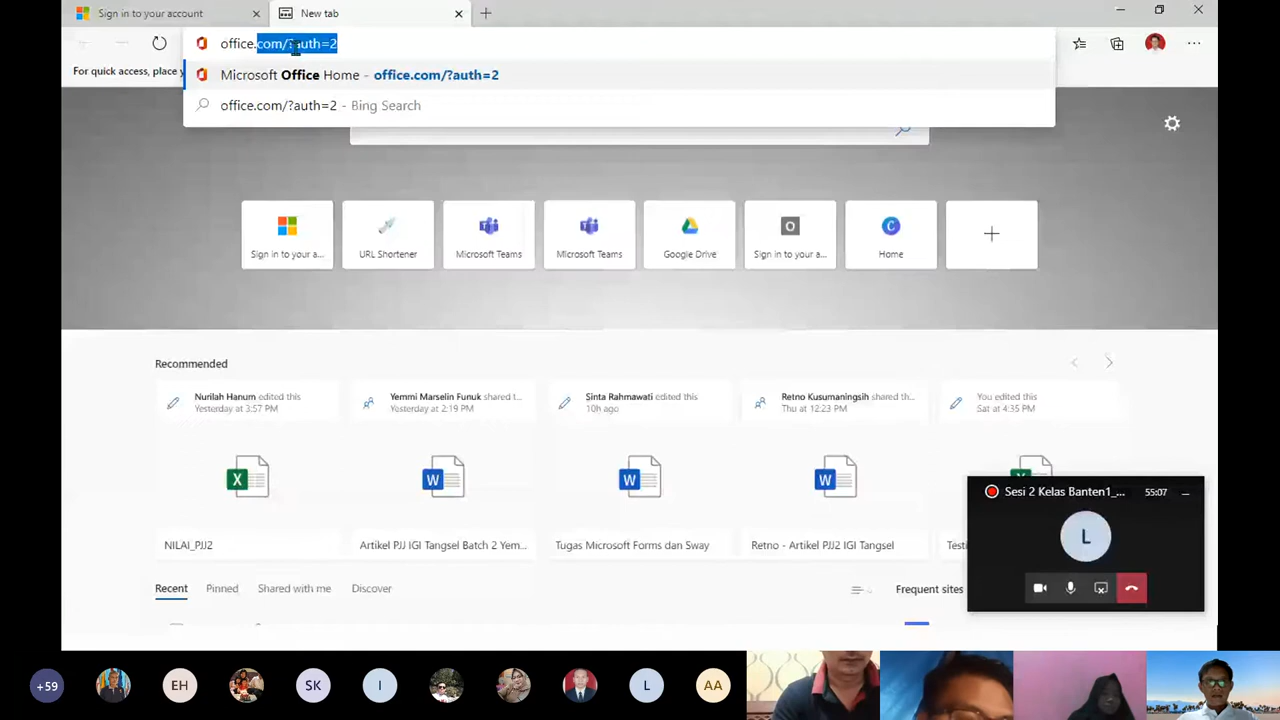 Sign in to your account
New tab
office.com/?auth=2
For quick access, place y
Microsoft Office Home - office.com/?auth=2
office.com/?auth=2 - Bing Search
Sign in to your a...
URL Shortener
Microsoft Teams
Microsoft Teams
Google Drive
Sign in to your a...
Home
Recommended
Nurilah Hanum edited this
Yesterday at 3:57 PM
Yemmi Marselin Funuk shared t...
Yesterday at 2:19 PM
Sinta Rahmawati edited this
10h ago
Retno Kusumaningsih shared th...
Thu at 12:23 PM
You edited this
Sat at 4:35 PM
NILAI_PJJ2
Artikel PJJ IGI Tangsel Batch 2 Yem...
Tugas Microsoft Forms dan Sway
Retno - Artikel PJJ2 IGI Tangsel
Testi
Sesi 2 Kelas Banten1_...
55:07
L
Recent
Pinned
Shared with me
Discover
Frequent sites
+59
EH
SK
I
L
AA